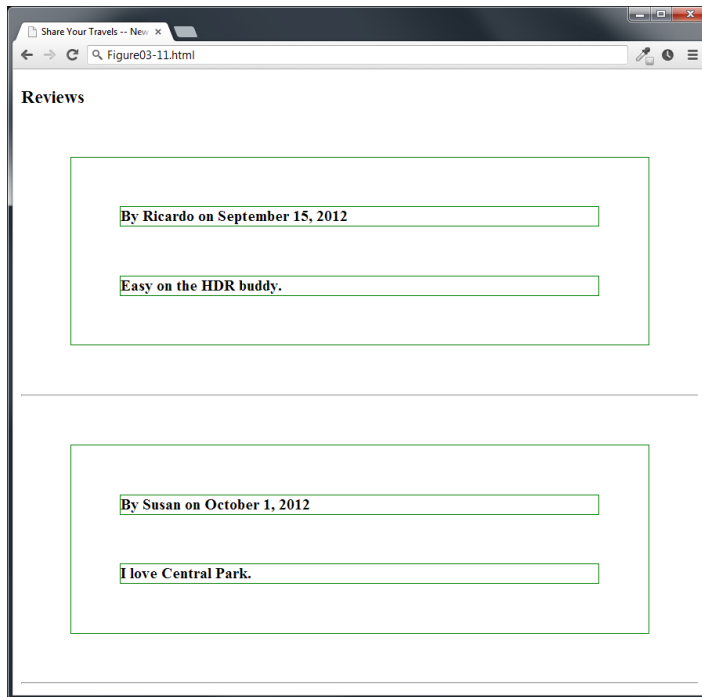 Share Your Travels -- New
Figure03-11.html
Reviews
By Ricardo on September 15, 2012
Easy on the HDR buddy.
By Susan on October 1, 2012
I love Central Park.